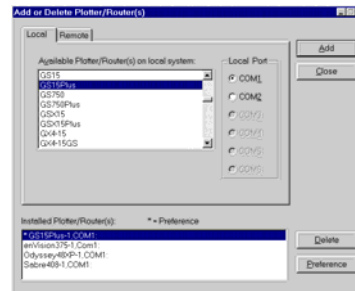 Add or Delete Plotter/Router(s)
Local Remote
Available Plotter/Router(s) on local system:
GS15
GS15Plus
GS750
GS750Plus
GSX15
GSX15Plus
GX4-15
GX4-15GS
Local Port
COM1
COM2
Add
Close
Installed Plotter/Router(s): * = Preference
* GS15Plus-1,COM1:
enVision375-1,Com1:
Odyssey48XP-1,COM1:
Sabre408-1,COM1:
Delete
Preference